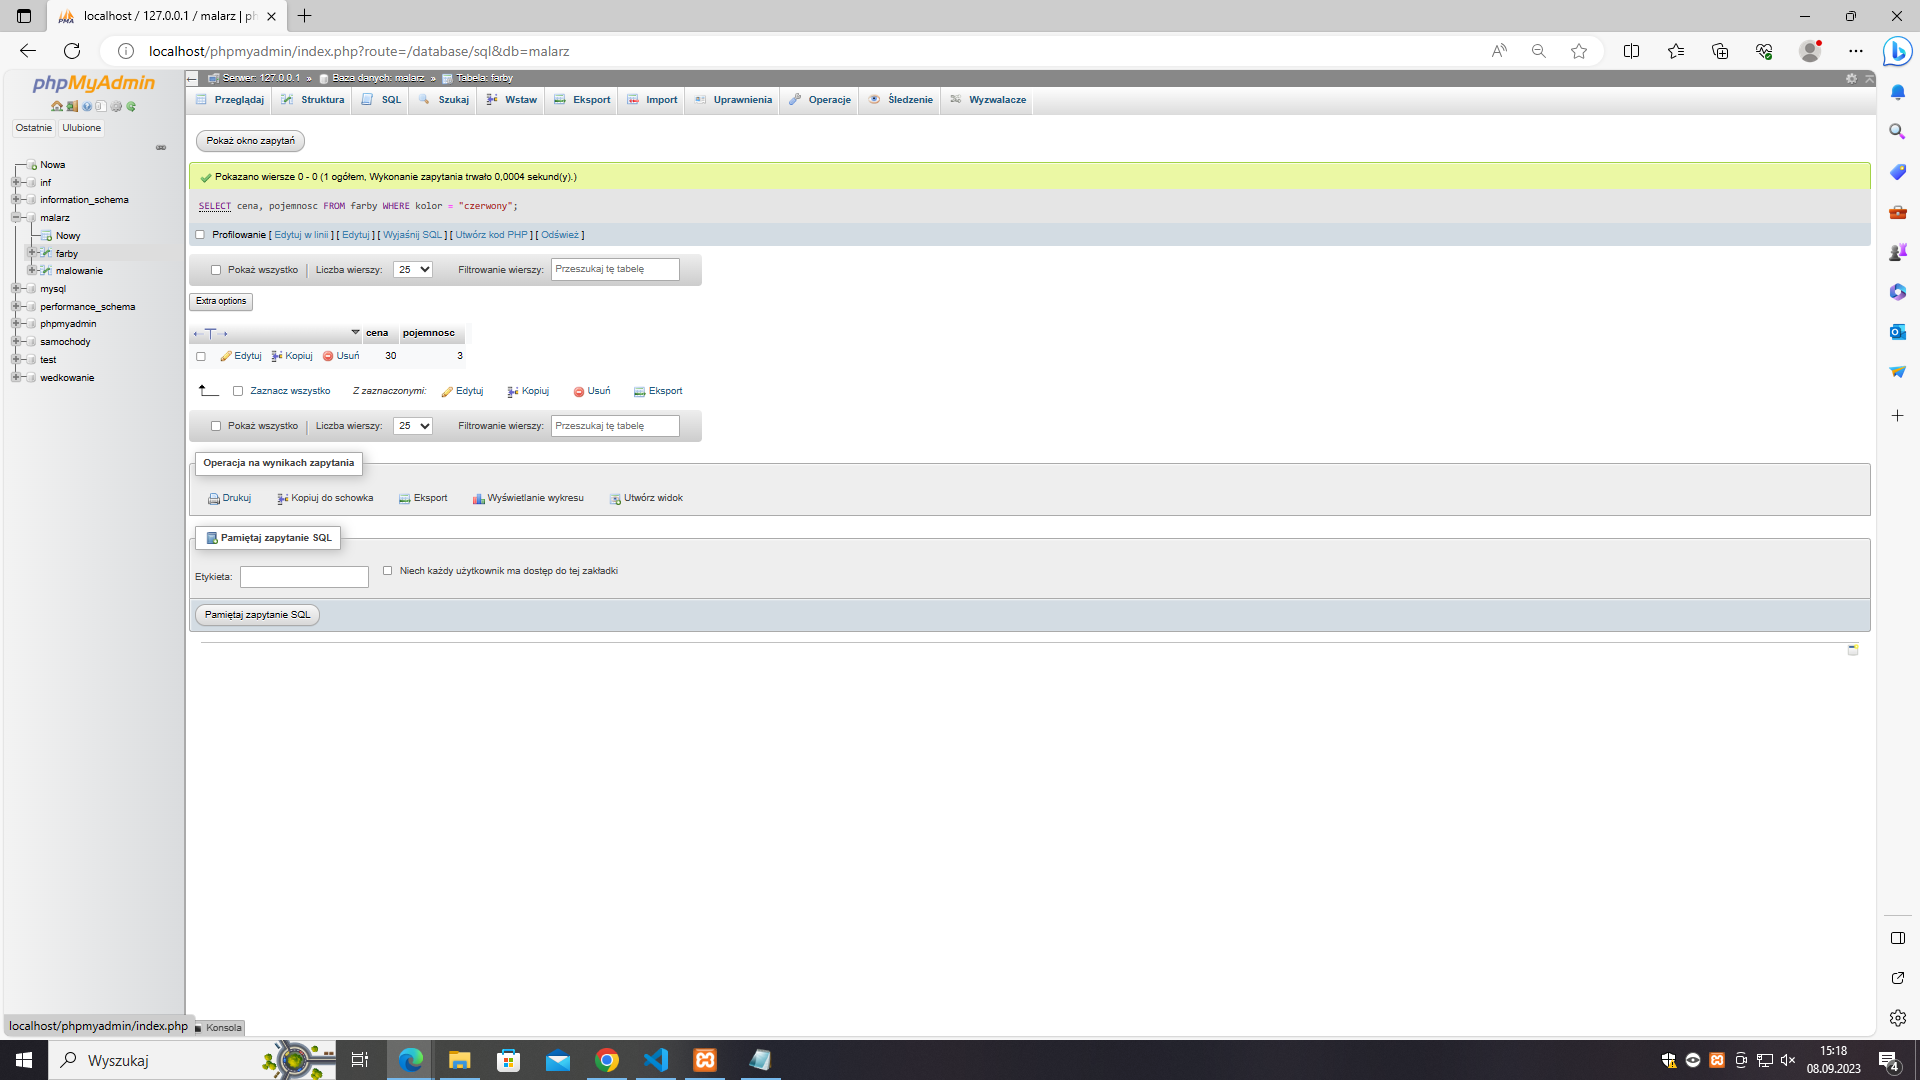 localhost / 127.0.0.1 / malarz | ph
localhost/phpmyadmin/index.php?route=/database/sql&db=malarz
phpMyAdmin
Ostatnie Ulubione
Nowa
inf
information_schema
malarz
Nowy
farby
malowanie
mysql
performance_schema
phpmyadmin
samochody
test
wedkowanie
Serwer: 127.0.0.1 » Baza danych: malarz » Tabela: farby
Przeglądaj Struktura SQL Szukaj Wstaw Eksport Import Uprawnienia Operacje Śledzenie Wyzwalacze
Pokaż okno zapytań
Pokazano wiersze 0 - 0 (1 ogółem, Wykonanie zapytania trwało 0,0004 sekund(y).)
SELECT cena, pojemnosc FROM farby WHERE kolor = "czerwony";
Profilowanie [ Edytuj w linii ] [ Edytuj ] [ Wyjaśnij SQL ] [ Utwórz kod PHP ] [ Odśwież ]
Pokaż wszystko | Liczba wierszy: 25 Filtrowanie wierszy: Przeszukaj tę tabelę
Extra options
←T→ cena pojemnosc
Edytuj Kopiuj Usuń 30 3
Zaznacz wszystko Z zaznaczonymi: Edytuj Kopiuj Usuń Eksport
Pokaż wszystko | Liczba wierszy: 25 Filtrowanie wierszy: Przeszukaj tę tabelę
Operacja na wynikach zapytania
Drukuj Kopiuj do schowka Eksport Wyświetlanie wykresu Utwórz widok
Pamiętaj zapytanie SQL
Etykieta: Niech każdy użytkownik ma dostęp do tej zakładki
Pamiętaj zapytanie SQL
localhost/phpmyadmin/index.php
Konsola
Wyszukaj
15:18
08.09.2023
4